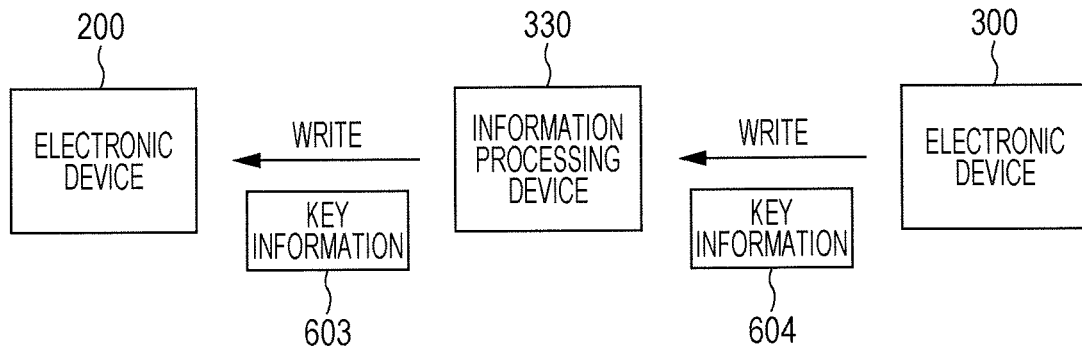 200
330
300
ELECTRONIC
DEVICE
WRITE
INFORMATION
PROCESSING
DEVICE
WRITE
ELECTRONIC
DEVICE
KEY
INFORMATION
KEY
INFORMATION
603
604